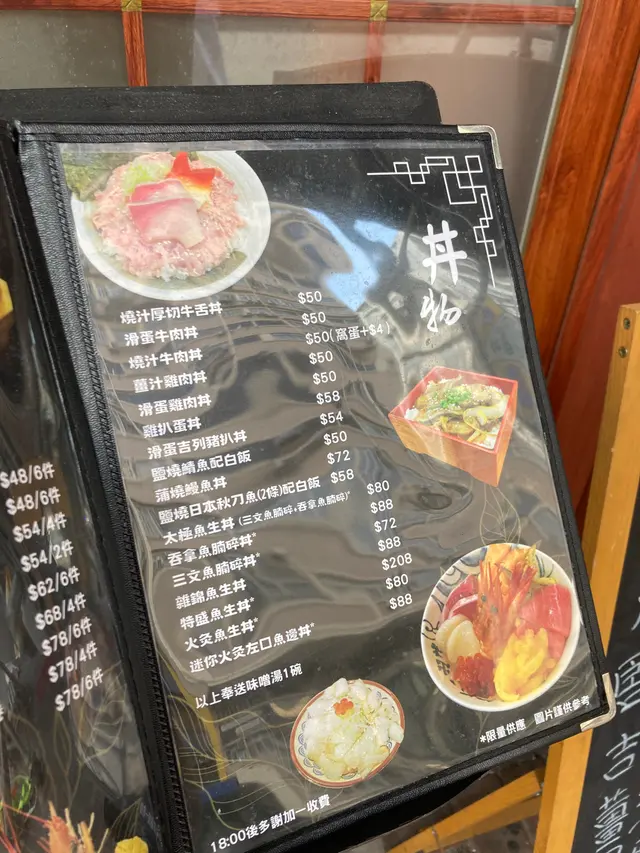 $48/6件
$48/6件
$54/4件
$54/2件
$62/6件
$68/4件
$78/6件
$78/4件
$78/6件
丼物
燒汁厚切牛舌丼 $50
滑蛋牛肉丼 $50
燒汁牛肉丼 $50(窩蛋+$4)
薑汁雞肉丼 $50
滑蛋雞肉丼 $50
雞扒蛋丼 $58
滑蛋吉列豬扒丼 $54
鹽燒鯖魚配白飯 $50
蒲燒鰻魚丼 $72
鹽燒日本秋刀魚(2條)配白飯 $58
太極魚生丼(三文魚腩碎+吞拿魚腩碎)* $80
吞拿魚腩碎丼* $88
三文魚腩碎丼* $72
雜錦魚生丼 $88
特盛魚生丼* $208
火灸魚生丼* $80
迷你火灸左口魚邊丼* $88
以上奉送味噌湯1碗
*限量供應 圖片謹供參考
18:00後多謝加一收費